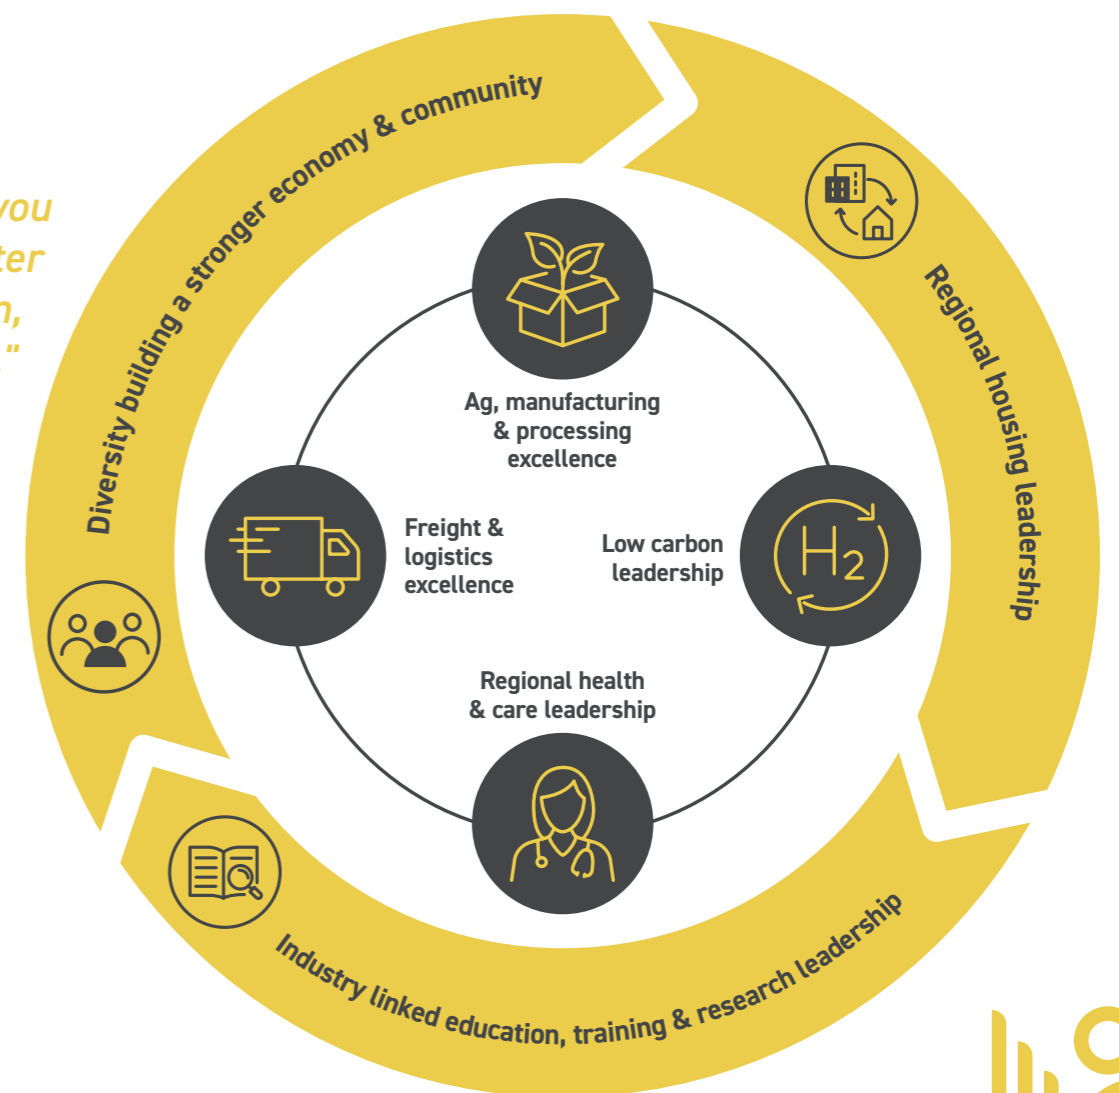 you
Diversity building a stronger economy & community
Regional housing leadership
Industry linked education, training & research leadership
Ag, manufacturing
& processing
excellence
Freight &
logistics
excellence
Low carbon
leadership
H2
Regional health
& care leadership